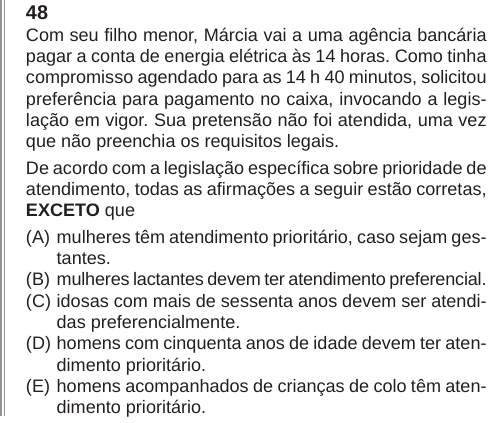 48
Com seu filho menor, Márcia vai a uma agência bancária
pagar a conta de energia elétrica às 14 horas. Como tinha
compromisso agendado para as 14 h 40 minutos, solicitou
preferência para pagamento no caixa, invocando a legis-
lação em vigor. Sua pretensão não foi atendida, uma vez
que não preenchia os requisitos legais.
De acordo com a legislação específica sobre prioridade de
atendimento, todas as afirmações a seguir estão corretas,
EXCETO que
(A) mulheres têm atendimento prioritário, caso sejam ges-
tantes.
(B) mulheres lactantes devem ter atendimento preferencial.
(C) idosas com mais de sessenta anos devem ser atendi-
das preferencialmente.
(D) homens com cinquenta anos de idade devem ter aten-
dimento prioritário.
(E) homens acompanhados de crianças de colo têm aten-
dimento prioritário.